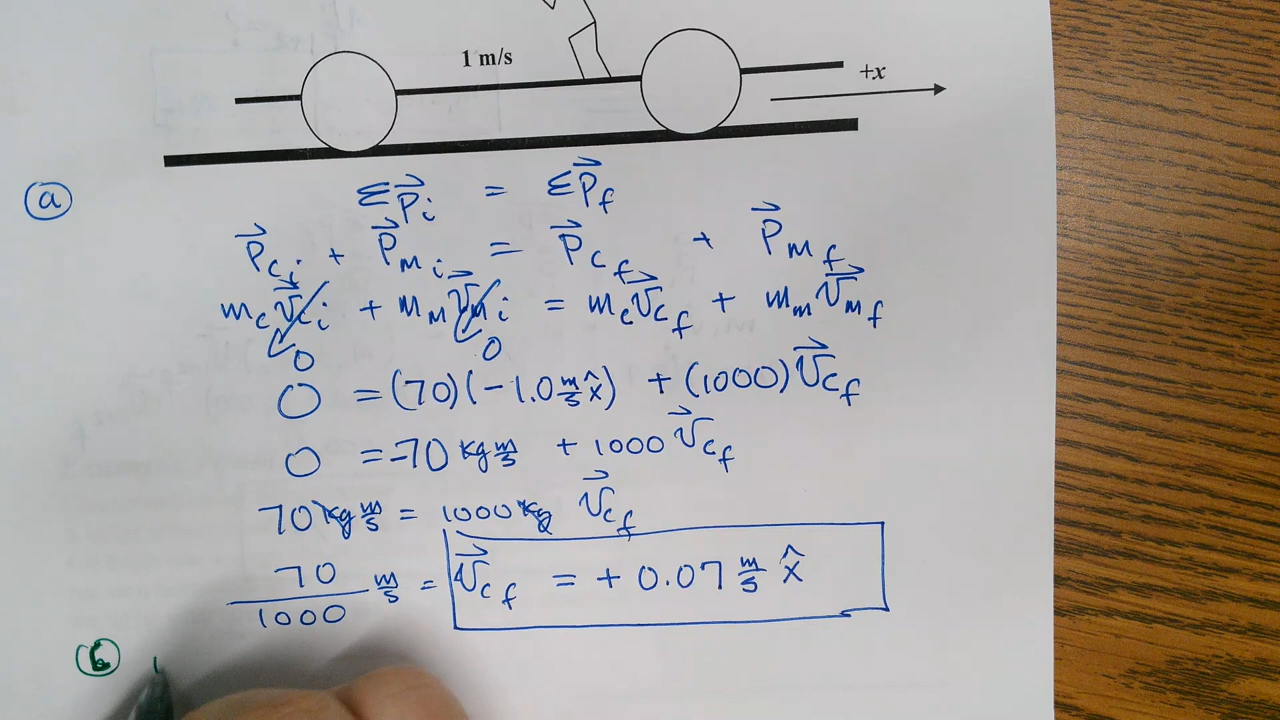 1 m/s
+x
(a) Σp⃗i = Σp⃗f
p⃗ci + p⃗Mi = p⃗cf + p⃗Mf
mcv⃗ci + mMv⃗mi = mcv⃗cf + mmv⃗mf
0 0
0 = (70)(-1.0 m/s x̂) + (1000)v⃗cf
0 = -70 kg m/s + 1000 v⃗cf
70 kg m/s = 1000 kg v⃗cf
70/1000 m/s = v⃗cf = + 0.07 m/s x̂
(b)